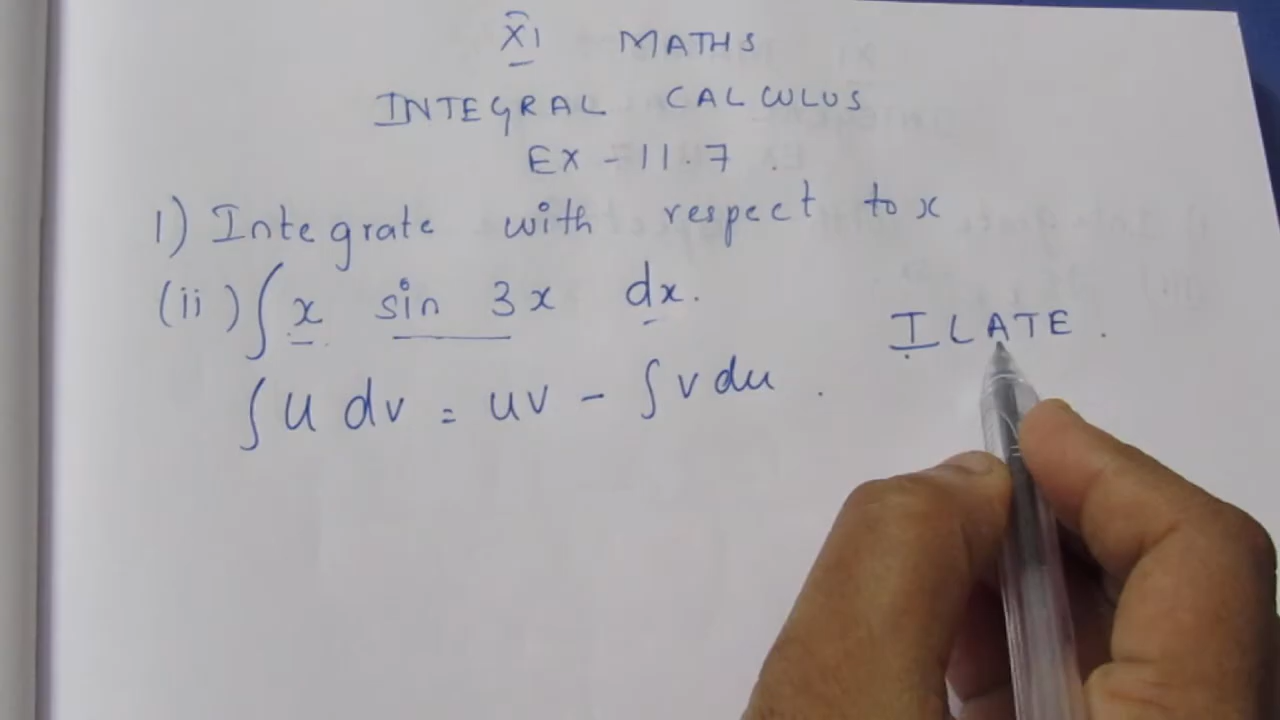 XI MATHS
INTEGRAL CALCULUS
EX - 11.7
1) Integrate with respect to x
(ii) ∫ x sin 3x dx.
ILATE.
∫ u dv = uv - ∫ v du.